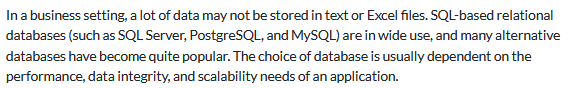 In a business setting, a lot of data may not be stored in text or Excel files. SQL-based relational
databases (such as SQL Server, PostgreSQL, and MySQL) are in wide use, and many alternative
databases have become quite popular. The choice of database is usually dependent on the
performance, data integrity, and scalability needs of an application.